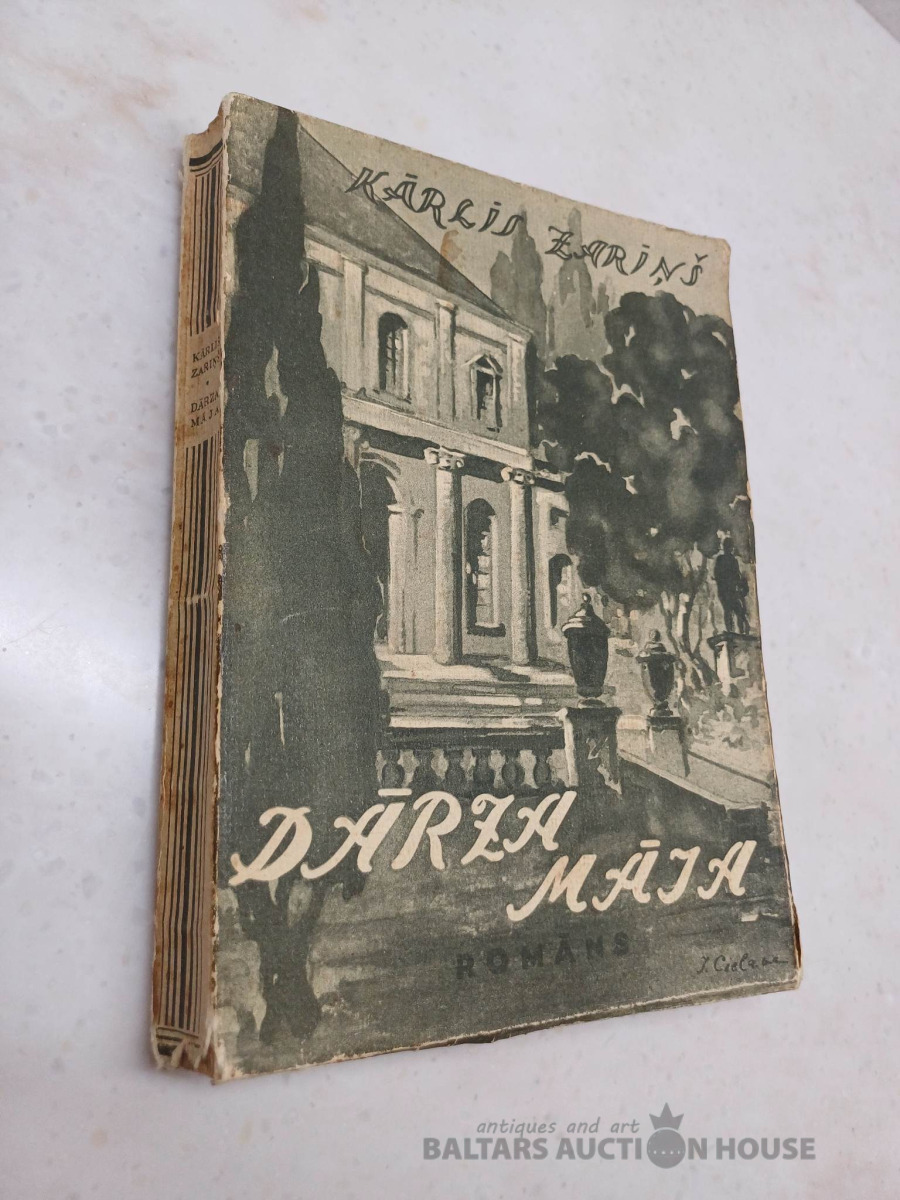 KĀRLIS ZARIŅŠ
KĀRLIS
ZARIŅŠ
DĀRZA
MĀJA
DĀRZA
MĀJA
ROMĀNS
antiques and art
BALTARS AUCTION HOUSE